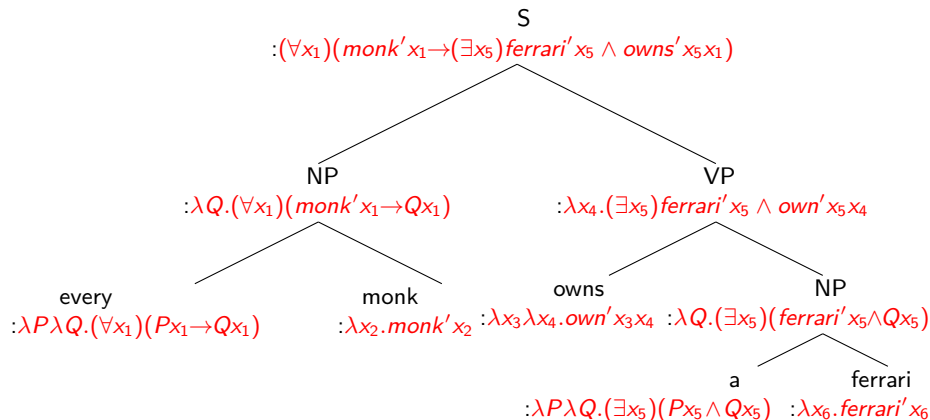 S
:(∀x₁)(monk′x₁→(∃x₅)ferrari′x₅ ∧ owns′x₅x₁)
NP VP
:λQ.(∀x₁)(monk′x₁→Qx₁) :λx₄.(∃x₅)ferrari′x₅ ∧ own′x₅x₄
every monk owns NP
:λPλQ.(∀x₁)(Px₁→Qx₁) :λx₂.monk′x₂ :λx₃λx₄.own′x₃x₄ :λQ.(∃x₅)(ferrari′x₅∧Qx₅)
a ferrari
:λPλQ.(∃x₅)(Px₅ ∧ Qx₅) :λx₆.ferrari′x₆